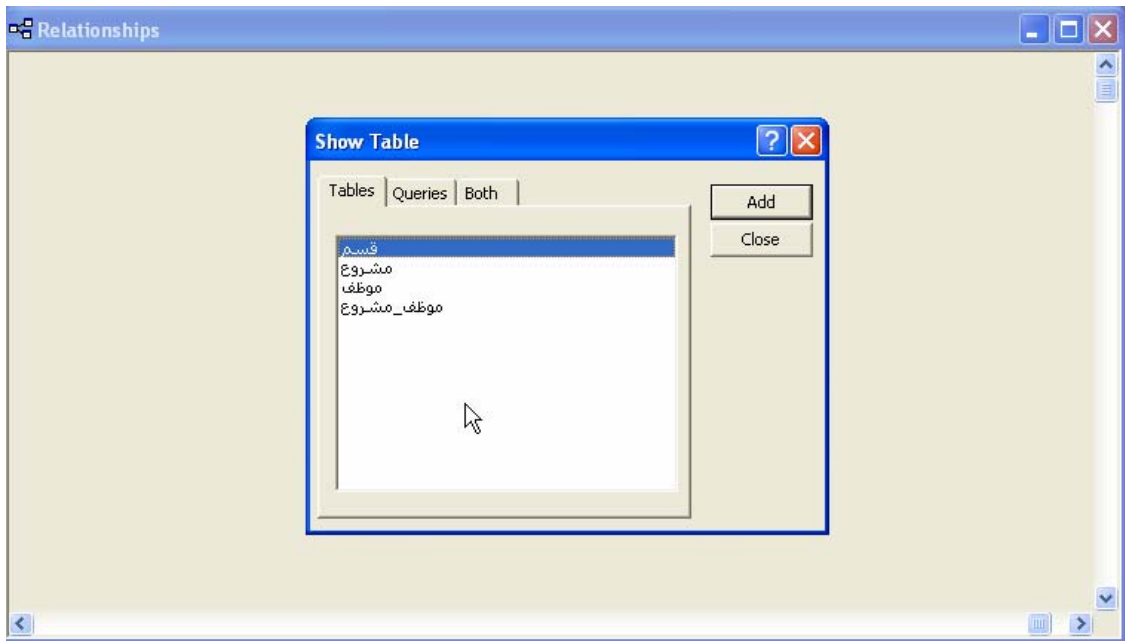 Relationships
Show Table
Tables Queries Both
Add
Close
قسم
مشروع
موظف
موظف_مشروع